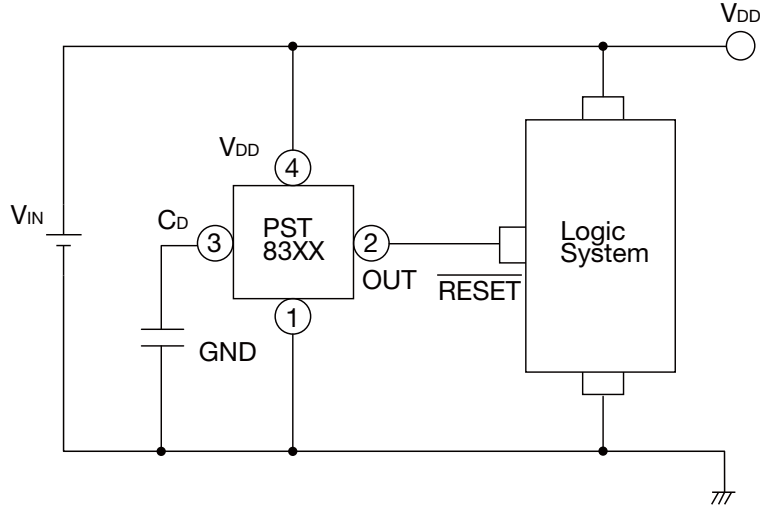 VDD
VDD
4
VIN
CD
3
PST
83XX
2
OUT
RESET
Logic
System
1
GND